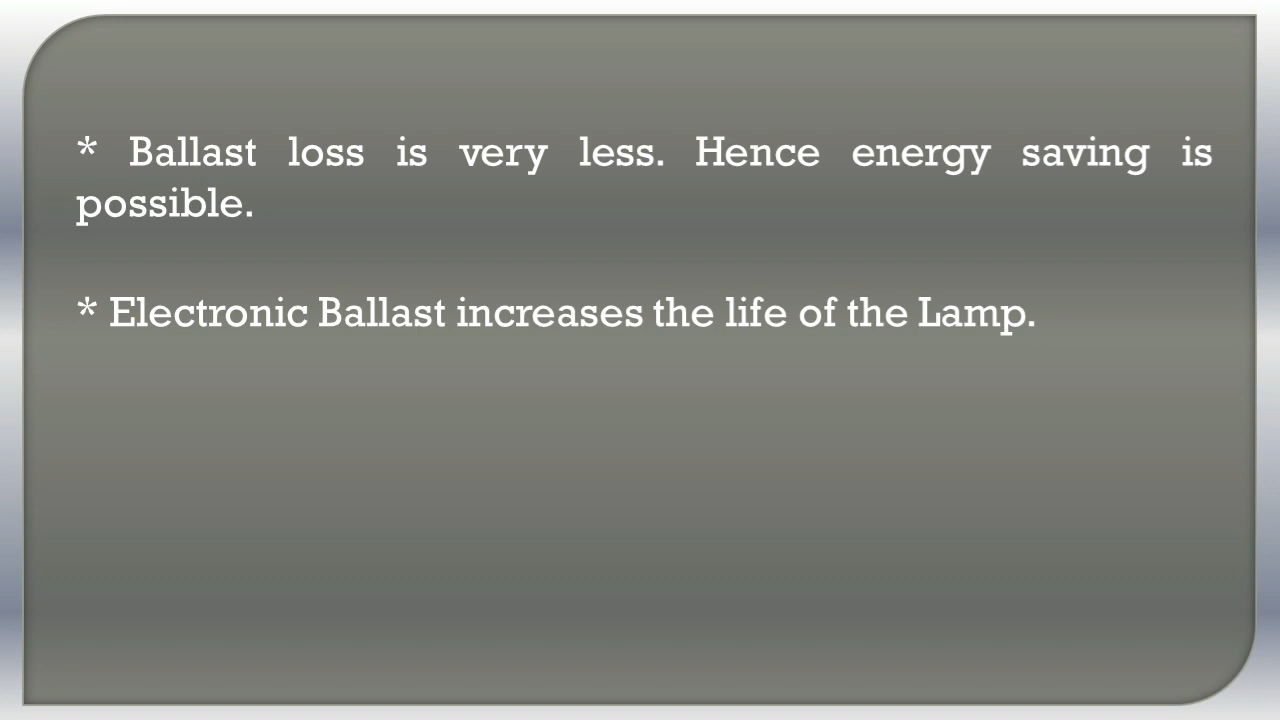 * Ballast loss is very less. Hence energy saving is
possible.
* Electronic Ballast increases the life of the Lamp.